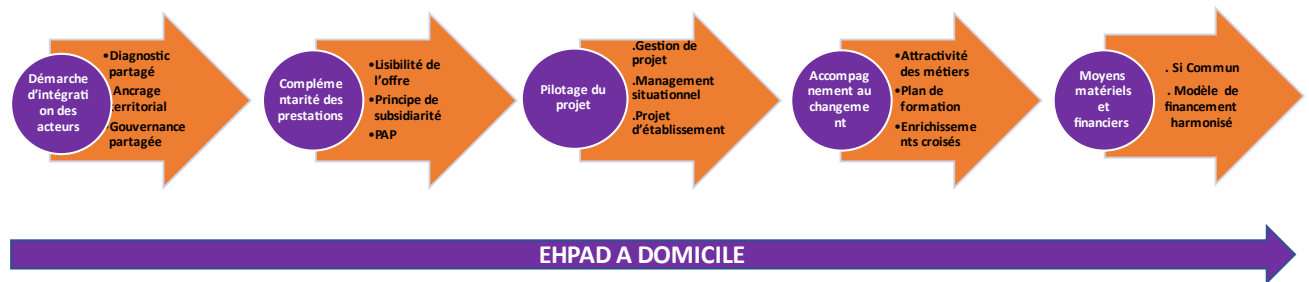 Démarche
d'intégrati
on des
acteurs
•Diagnostic
partagé
•Ancrage
territorial
•Gouvernance
partagée
Compléme
ntarité des
prestations
•Lisibilité de
l'offre
•Principe de
subsidiarité
•PAP
Pilotage du
projet
.Gestion de
projet
.Management
situationnel
.Projet
d'établissement
Accompag
nement au
changeme
nt
•Attractivité
des métiers
•Plan de
formation
•Enrichisseme
nts croisés
Moyens
matériels
et
financiers
. Si Commun
. Modèle de
financement
harmonisé
EHPAD A DOMICILE